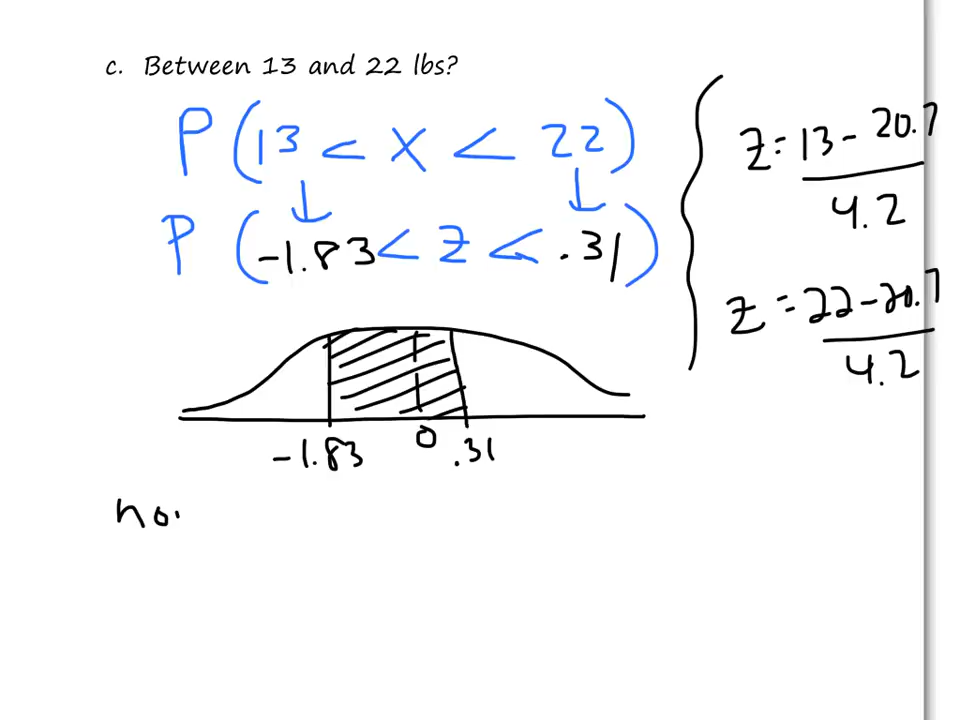 c. Between 13 and 22 lbs?
P (13 < X < 22)
P (-1.83 < Z < .31)
Z = 13 - 20.7
4.2
Z = 22 - 20.7
4.2
-1.83 0 .31
no